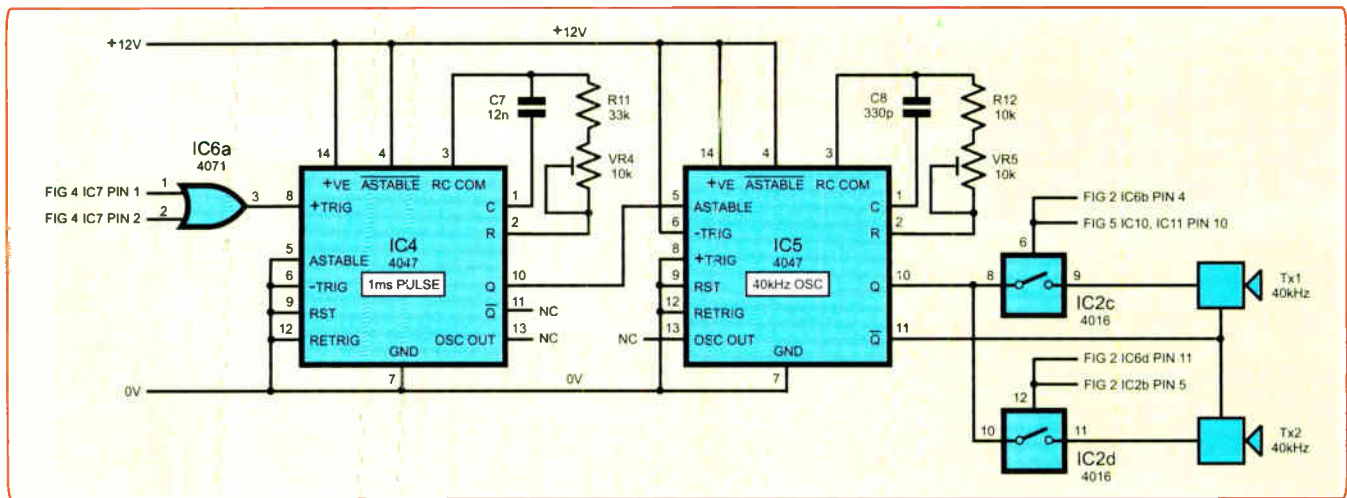 +12V
+12V
C7
12n
R11
33k
C8
330p
R12
10k
IC6a
4071
14
4
3
VR4
10k
14
4
3
VR5
10k
FIG 4 IC7 PIN 1
1
3
8
+VE
ASTABLE
RC COM
+TRIG
C
1
FIG 4 IC7 PIN 2
2
R
2
5
ASTABLE
+VE
ASTABLE
RC COM
C
1
6
-TRIG
R
2
FIG 2 IC6b PIN 4
FIG 5 IC10, IC11 PIN 10
IC4
4047
1ms PULSE
5
ASTABLE
6
-TRIG
9
RST
12
RETRIG
Q
10
Q
11
NC
OSC OUT
13
NC
GND
7
IC5
4047
40kHz OSC
8
+TRIG
9
RST
12
RETRIG
NC
13
OSC OUT
Q
10
Q
11
GND
7
6
8
9
IC2c
4016
Tx1
40kHz
FIG 2 IC6d PIN 11
FIG 2 IC2b PIN 5
12
10
11
IC2d
4016
Tx2
40kHz
0V
0V